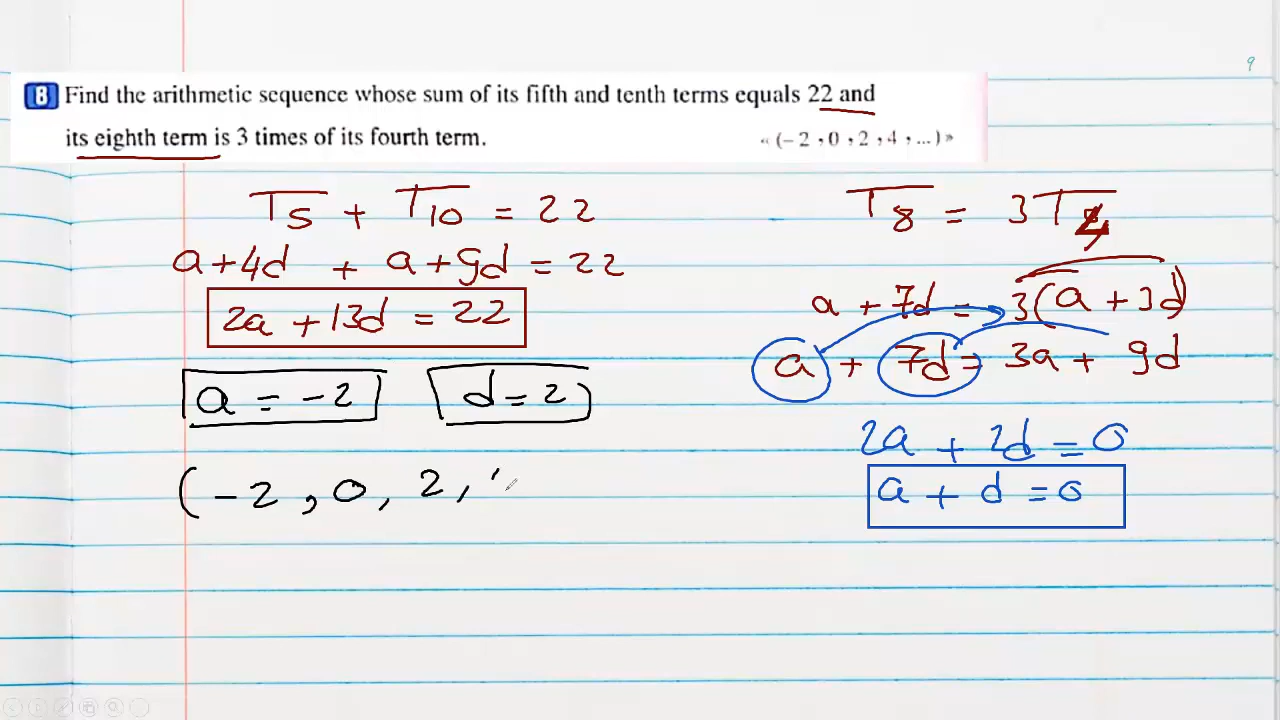 9
8 Find the arithmetic sequence whose sum of its fifth and tenth terms equals 22 and
its eighth term is 3 times of its fourth term. « (– 2 , 0 , 2 , 4 , ...) »
T5 + T10 = 22
a+4d + a+9d = 22
2a + 13d = 22
a = -2 d = 2
( -2 , 0 , 2 ,
T8 = 3T4
a + 7d = 3(a + 3d)
a + 7d = 3a + 9d
2a + 2d = 0
a + d = 0